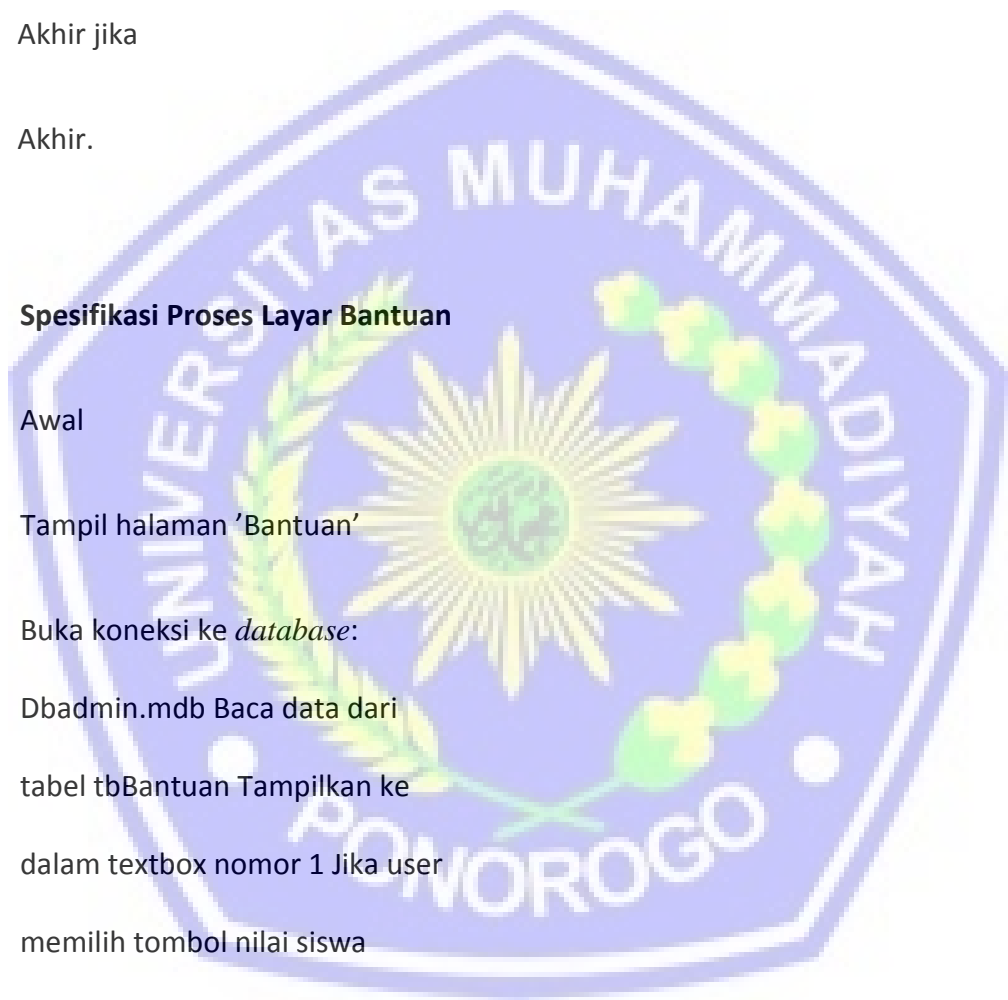 Akhir jika
Akhir.
UNIVERSITAS MUHAMMADIYAH
PONOROGO
Spesifikasi Proses Layar Bantuan
Awal
Tampil halaman ’Bantuan’
Buka koneksi ke database:
Dbadmin.mdb Baca data dari
tabel tbBantuan Tampilkan ke
dalam textbox nomor 1 Jika user
memilih tombol nilai siswa